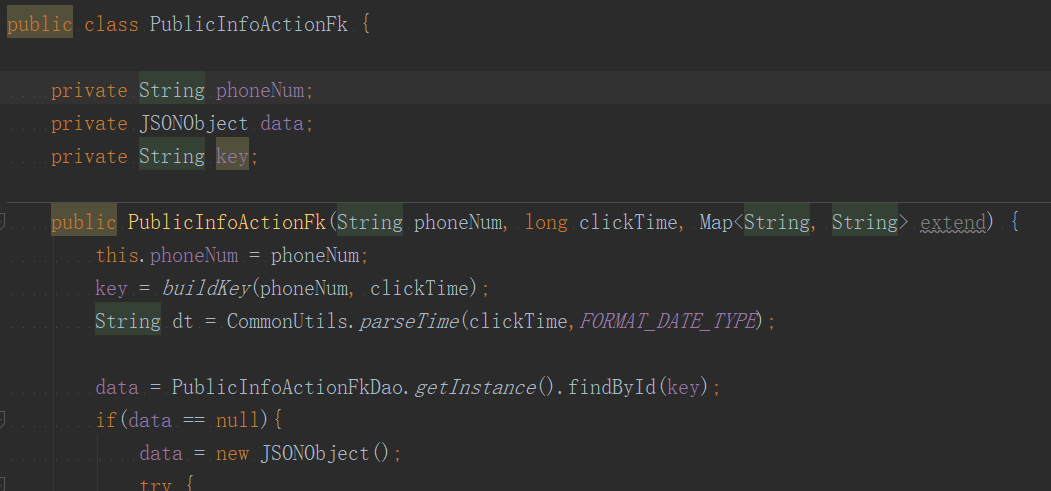 public class PublicInfoActionFk {
private String phoneNum;
private JSONObject data;
private String key;
public PublicInfoActionFk(String phoneNum, long clickTime, Map<String, String> extend) {
this.phoneNum = phoneNum;
key = buildKey(phoneNum, clickTime);
String dt = CommonUtils.parseTime(clickTime,FORMAT_DATE_TYPE);
data = PublicInfoActionFkDao.getInstance().findById(key);
if(data == null){
data = new JSONObject();
try {